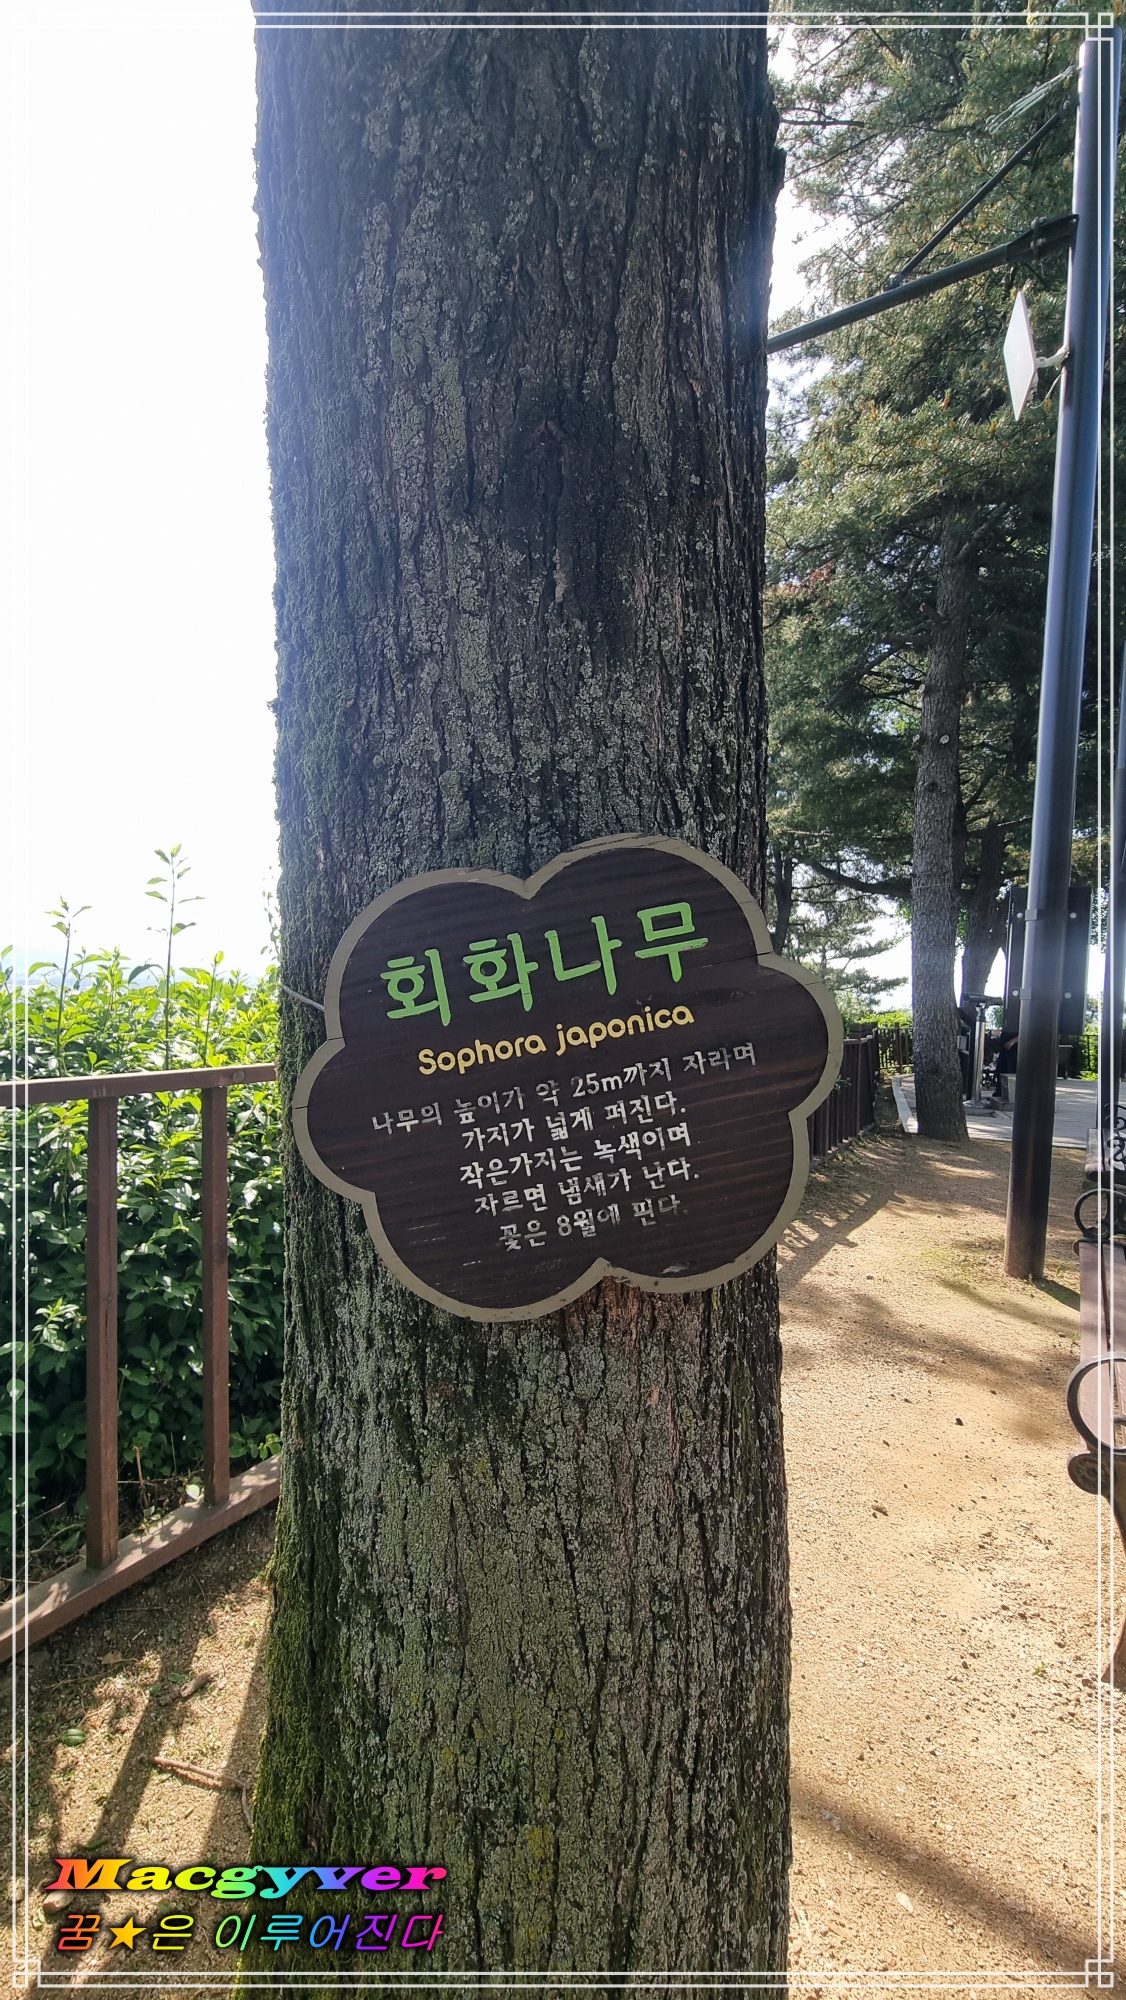 회화나무
Sophora japonica
나무의 높이가 약 25m까지 자라며
가지가 넓게 퍼진다.
작은가지는 녹색이며
자르면 냄새가 난다.
꽃은 8월에 핀다.
Macgyver
꿈★은 이루어진다